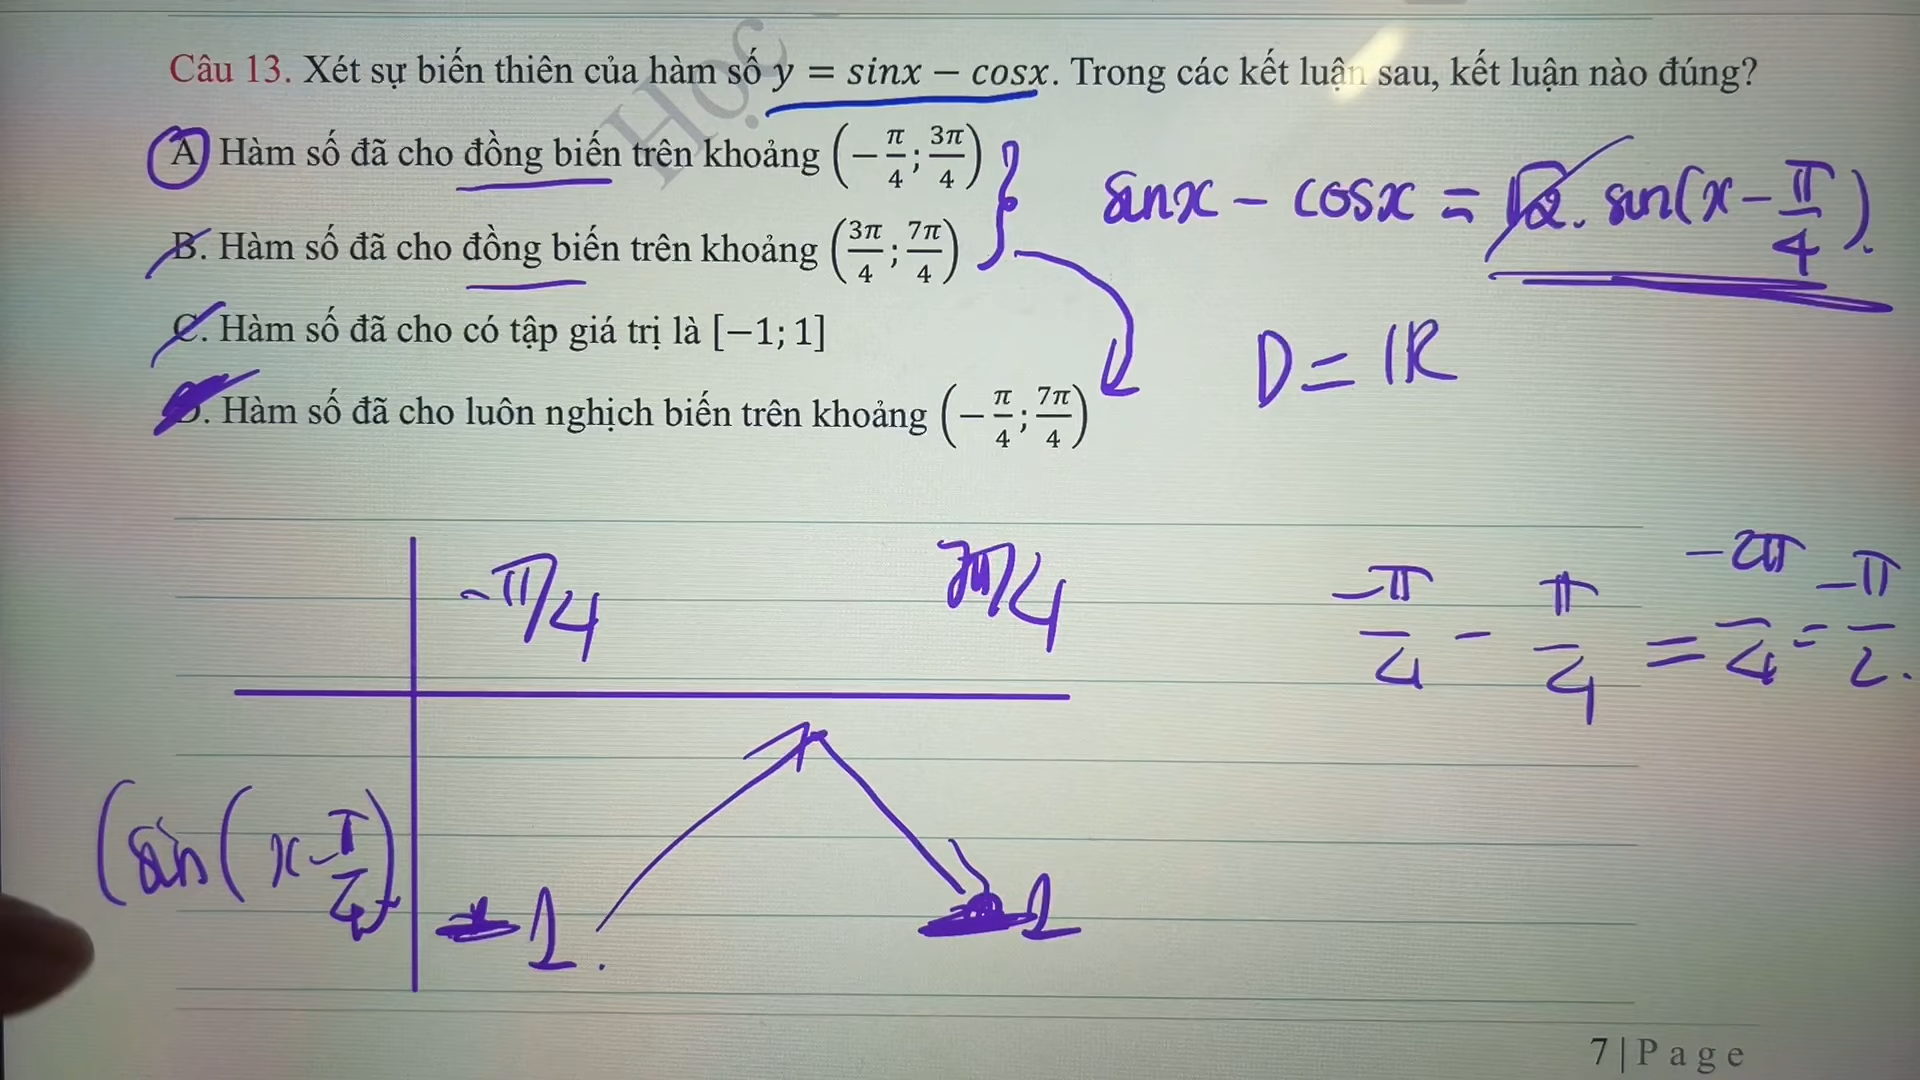 Học
Câu 13. Xét sự biến thiên của hàm số y = sinx − cosx. Trong các kết luận sau, kết luận nào đúng?
A. Hàm số đã cho đồng biến trên khoảng (−π/4; 3π/4)
B. Hàm số đã cho đồng biến trên khoảng (3π/4; 7π/4)
C. Hàm số đã cho có tập giá trị là [−1; 1]
D. Hàm số đã cho luôn nghịch biến trên khoảng (−π/4; 7π/4)
sinx − cosx = √2. sin(x − π/4).
D = ℝ
−π/4 7π/4
−π/4 − π/4 = −2π/4 = −π/2.
(sin(x − π/4)
−1. −1
7 | P a g e